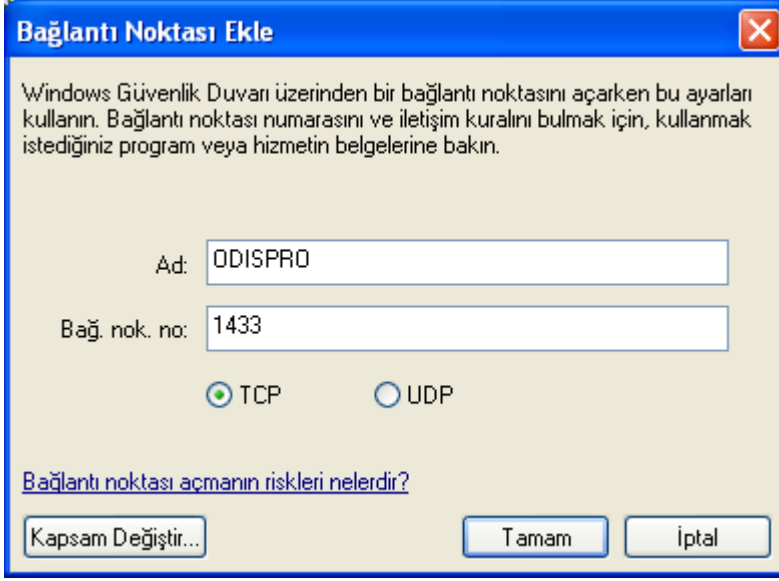 Bağlantı Noktası Ekle
Windows Güvenlik Duvarı üzerinden bir bağlantı noktasını açarken bu ayarları
kullanın. Bağlantı noktası numarasını ve iletişim kuralını bulmak için, kullanmak
istediğiniz program veya hizmetin belgelerine bakın.
Ad: ODISPRO
Bağ. nok. no: 1433
TCP UDP
Bağlantı noktası açmanın riskleri nelerdir?
Kapsam Değiştir... Tamam İptal